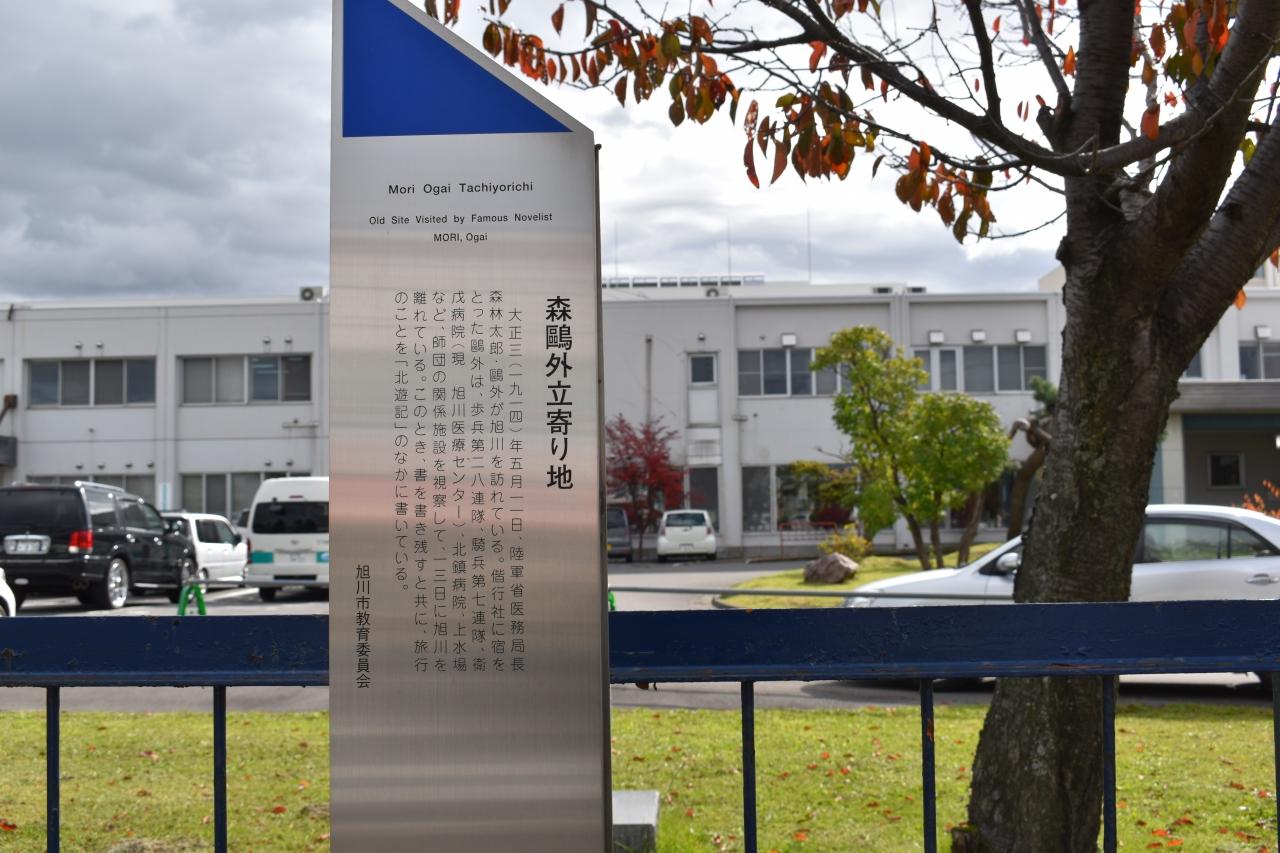 Mori Ogai Tachiyorichi
Old Site Visited by Famous Novelist
MORI, Ogai
森鷗外立寄り地
大正三(一九一四)年五月一一日、陸軍省医務局長
森林太郎・鷗外が旭川を訪れている。偕行社に宿を
とった鷗外は、歩兵第二八連隊、騎兵第七連隊、衛
戍病院(現 旭川医療センター)、北鎮病院、上水場
など、師団の関係施設を視察して、一三日に旭川を
離れている。このとき、書を書き残すと共に、旅行
のことを「北遊記」のなかに書いている。
旭川市教育委員会